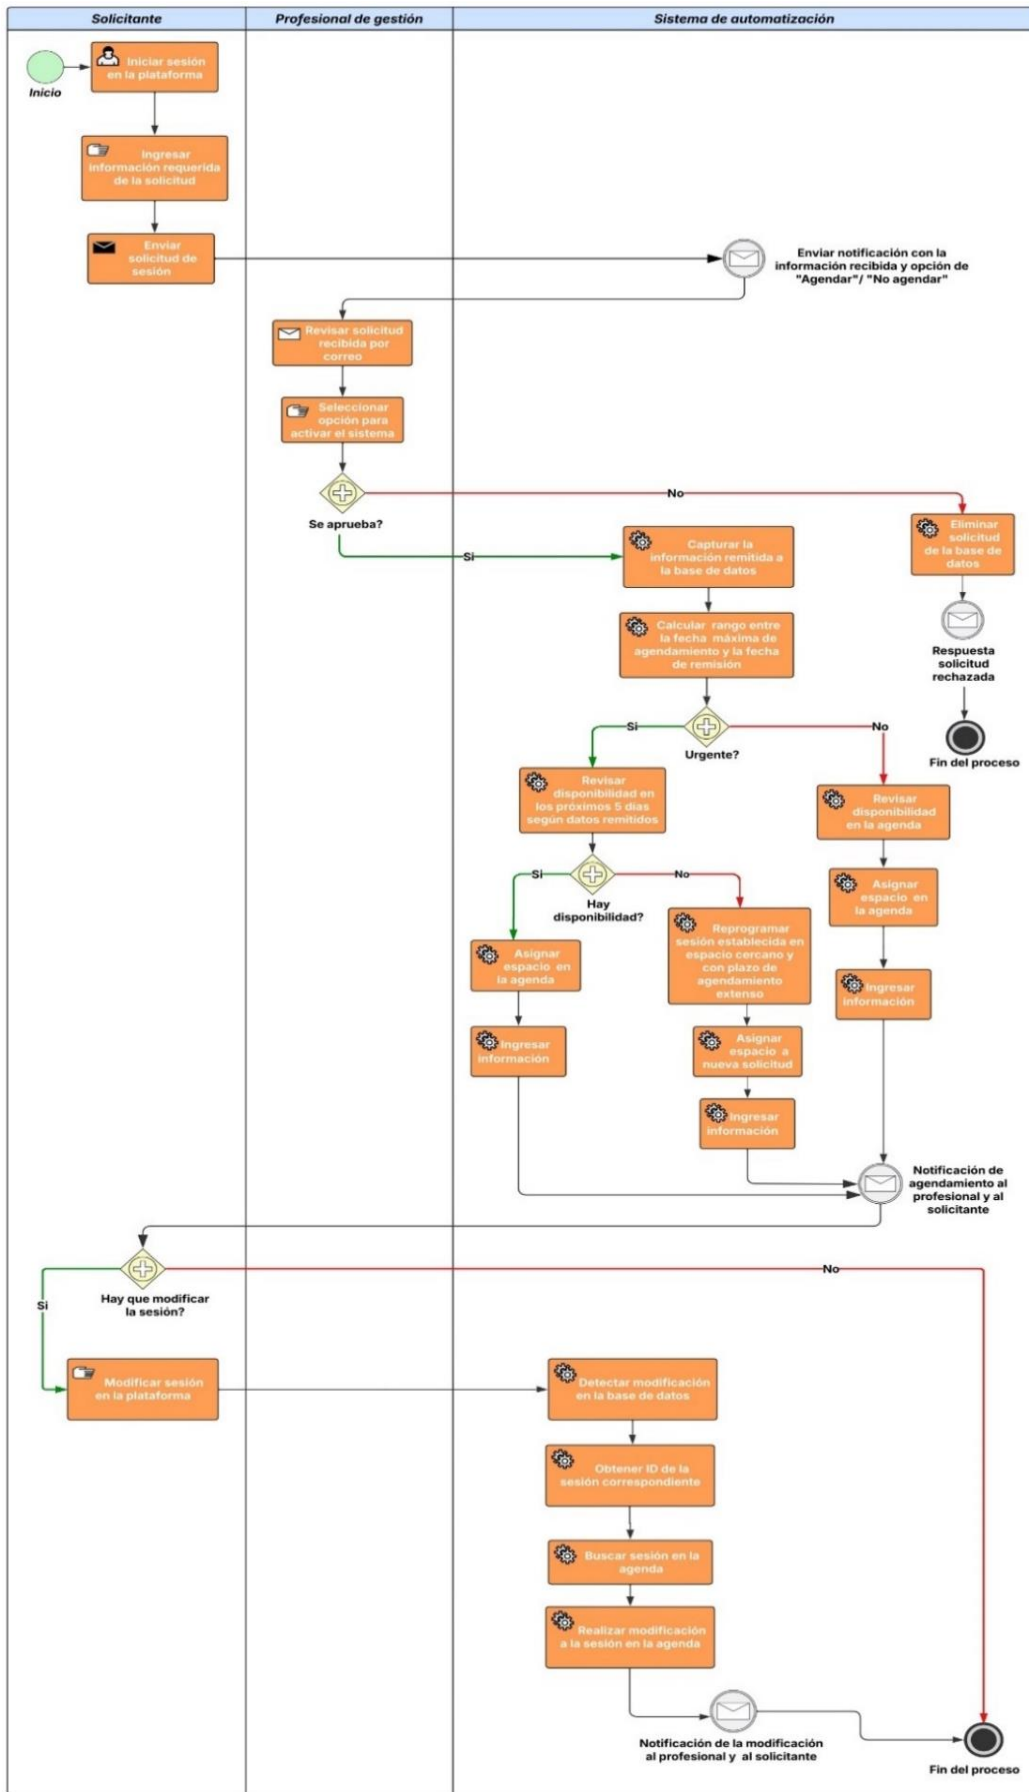 Solicitante
Profesional de gestión
Sistema de automatización
Inicio
Iniciar sesión
en la plataforma
Ingresar
información requerida
de la solicitud
Enviar
solicitud de
sesión
Enviar notificación con la
información recibida y opción de
"Agendar"/ "No agendar"
Revisar solicitud
recibida por
correo
Seleccionar
opción para
activar el sistema
Se aprueba?
No
Si
Eliminar
solicitud
de la base de
datos
Capturar la
información remitida a
la base de datos
Calcular rango entre
la fecha máxima de
agendamiento y la fecha
de remisión
Respuesta
solicitud
rechazada
Fin del proceso
Urgente?
Si
No
Revisar
disponibilidad en
los próximos 5 días
según datos remitidos
Revisar
disponibilidad
en la agenda
Hay
disponibilidad?
Si
No
Asignar
espacio en
la agenda
Asignar
espacio en
la agenda
Reprogramar
sesión establecida en
espacio cercano y
con plazo de
agendamiento
extenso
Ingresar
información
Ingresar
información
Asignar
espacio a
nueva solicitud
Ingresar
información
Notificación de
agendamiento al
profesional y al
solicitante
Hay que modificar
la sesión?
No
Si
Modificar sesión
en la plataforma
Detectar modificación
en la base de datos
Obtener ID de la
sesión correspondiente
Buscar sesión en la
agenda
Realizar modificación
a la sesión en la agenda
Notificación de la modificación
al profesional y al solicitante
Fin del proceso